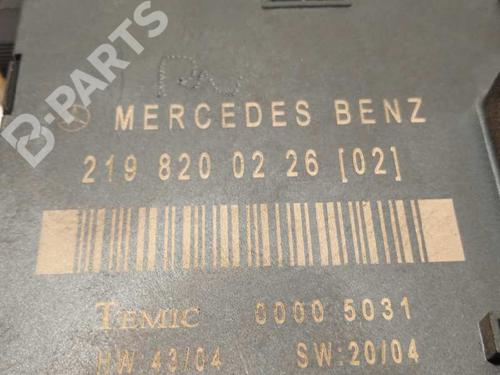 B-PARTS
MERCEDES BENZ
219 820 02 26 [02]
TEMIC 0000 5031
HW:43/04 SW:20/04